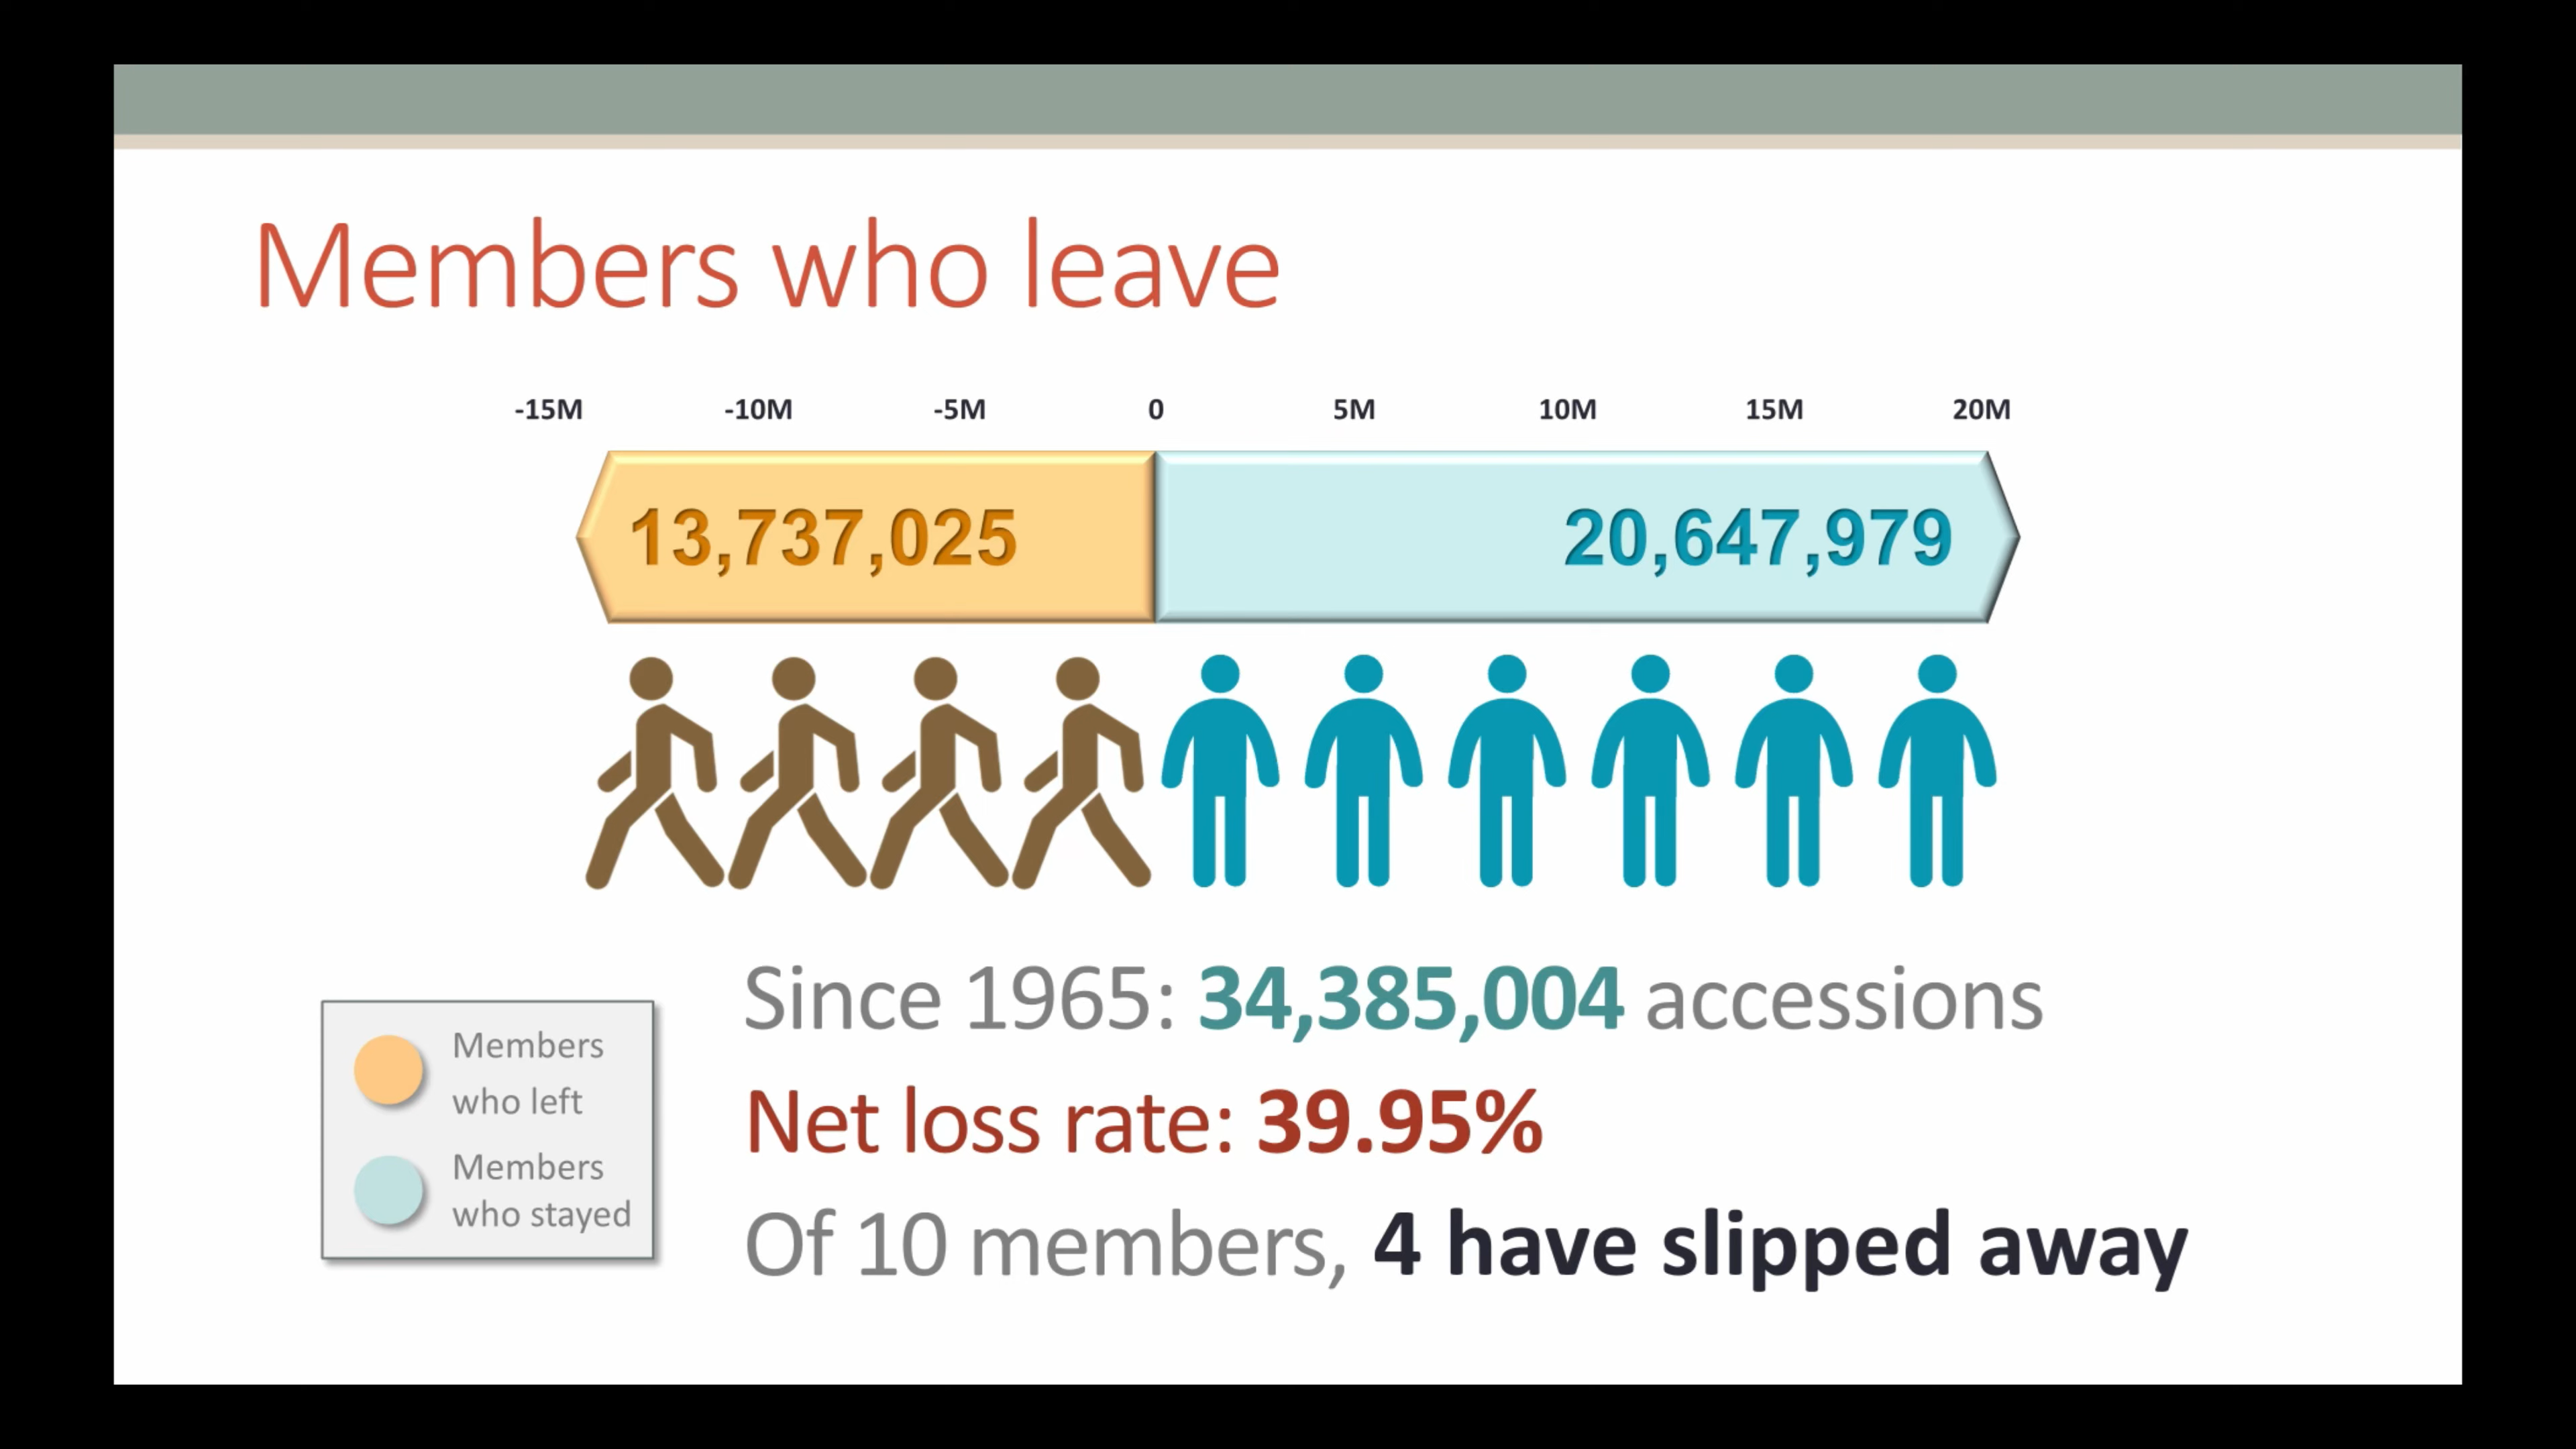 Members who leave
-15M -10M -5M 0 5M 10M 15M 20M
13,737,025 20,647,979
Since 1965: 34,385,004 accessions
Net loss rate: 39.95%
Of 10 members, 4 have slipped away
Members
who left
Members
who stayed